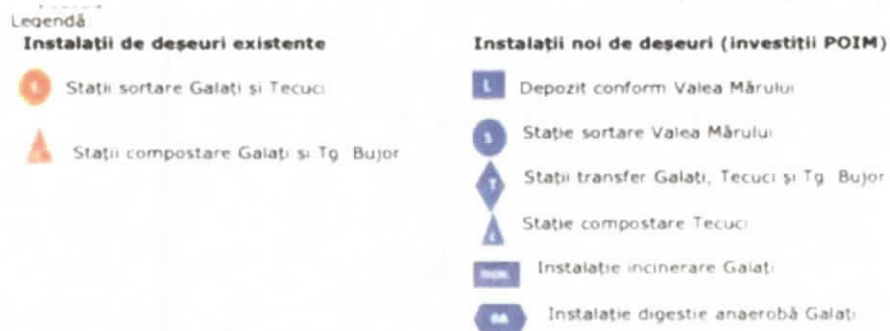 Legendă
Instalații de deșeuri existente
S Stații sortare Galați și Tecuci
Stații compostare Galați și Tg. Bujor
Instalații noi de deșeuri (investiții POIM)
L Depozit conform Valea Mărului
S Stație sortare Valea Mărului
T Stații transfer Galați, Tecuci și Tg. Bujor
C Stație compostare Tecuci
Instalație incinerare Galați
DA Instalație digestie anaerobă Galați